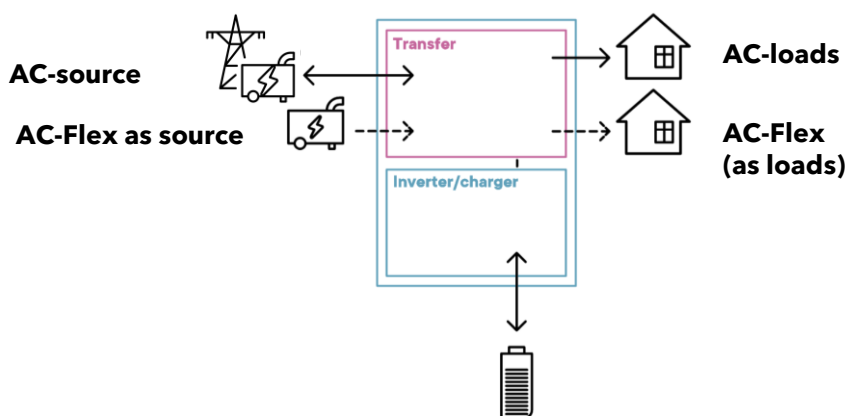 Transfer
AC-source
AC-loads
AC-Flex as source
AC-Flex
(as loads)
Inverter/charger